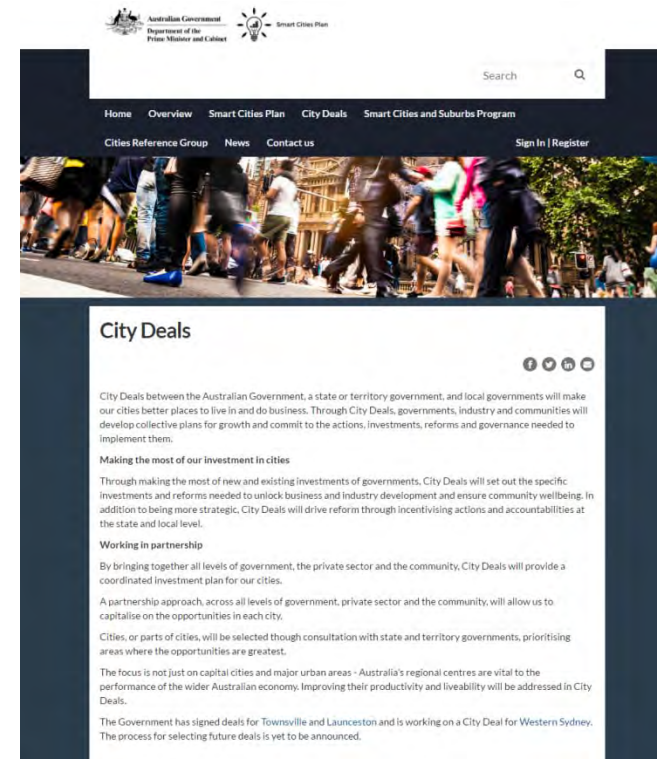 Australian Government
Department of the
Prime Minister and Cabinet
Smart Cities Plan
Search
Home Overview Smart Cities Plan City Deals Smart Cities and Suburbs Program
Cities Reference Group News Contact us Sign In | Register
City Deals
City Deals between the Australian Government, a state or territory government, and local governments will make
our cities better places to live in and do business. Through City Deals, governments, industry and communities will
develop collective plans for growth and commit to the actions, investments, reforms and governance needed to
implement them.
Making the most of our investment in cities
Through making the most of new and existing investments of governments, City Deals will set out the specific
investments and reforms needed to unlock business and industry development and ensure community wellbeing. In
addition to being more strategic, City Deals will drive reform through incentivising actions and accountabilities at
the state and local level.
Working in partnership
By bringing together all levels of government, the private sector and the community, City Deals will provide a
coordinated investment plan for our cities.
A partnership approach, across all levels of government, private sector and the community, will allow us to
capitalise on the opportunities in each city.
Cities, or parts of cities, will be selected though consultation with state and territory governments, prioritising
areas where the opportunities are greatest.
The focus is not just on capital cities and major urban areas - Australia's regional centres are vital to the
performance of the wider Australian economy. Improving their productivity and liveability will be addressed in City
Deals.
The Government has signed deals for Townsville and Launceston and is working on a City Deal for Western Sydney.
The process for selecting future deals is yet to be announced.